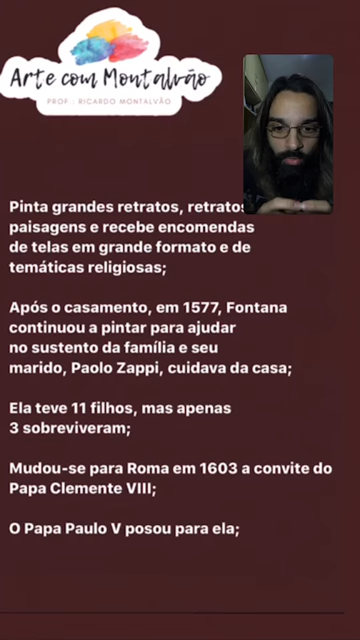 Arte com Montalvão
PROF.: RICARDO MONTALVÃO
Pinta grandes retratos, retratos
paisagens e recebe encomendas
de telas em grande formato e de
temáticas religiosas;
Após o casamento, em 1577, Fontana
continuou a pintar para ajudar
no sustento da família e seu
marido, Paolo Zappi, cuidava da casa;
Ela teve 11 filhos, mas apenas
3 sobreviveram;
Mudou-se para Roma em 1603 a convite do
Papa Clemente VIII;
O Papa Paulo V posou para ela;